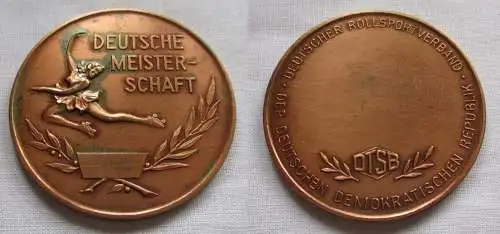 DEUTSCHE
MEISTER-
SCHAFT
· DEUTSCHER ROLLSPORTVERBAND · DER DEUTSCHEN DEMOKRATISCHEN REPUBLIK
DTSB